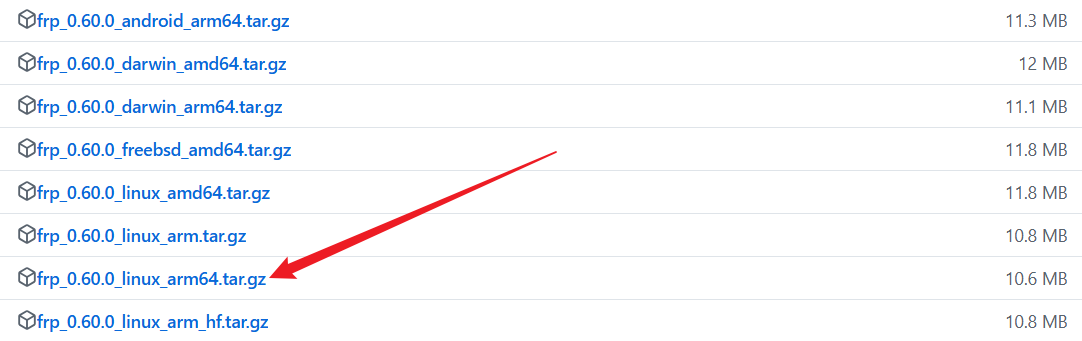 frp_0.60.0_android_arm64.tar.gz 11.3 MB
frp_0.60.0_darwin_amd64.tar.gz 12 MB
frp_0.60.0_darwin_arm64.tar.gz 11.1 MB
frp_0.60.0_freebsd_amd64.tar.gz 11.8 MB
frp_0.60.0_linux_amd64.tar.gz 11.8 MB
frp_0.60.0_linux_arm.tar.gz 10.8 MB
frp_0.60.0_linux_arm64.tar.gz 10.6 MB
frp_0.60.0_linux_arm_hf.tar.gz 10.8 MB